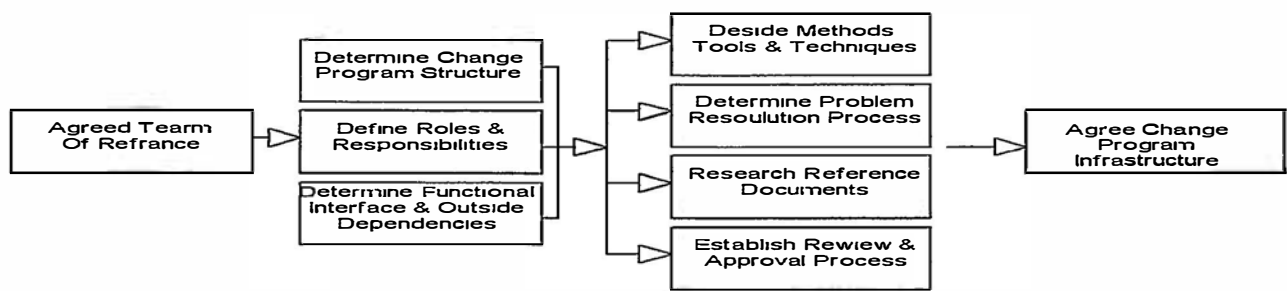 Agreed Tearm
Of Refrance
Determine Change
Program Structure
Define Roles &
Responsibilities
Determine Functional
Interface & Outside
Dependencies
Deside Methods
Tools & Techniques
Determine Problem
Resoulution Process
Research Reference
Documents
Establish Rewiew &
Approval Process
Agree Change
Program
Infrastructure